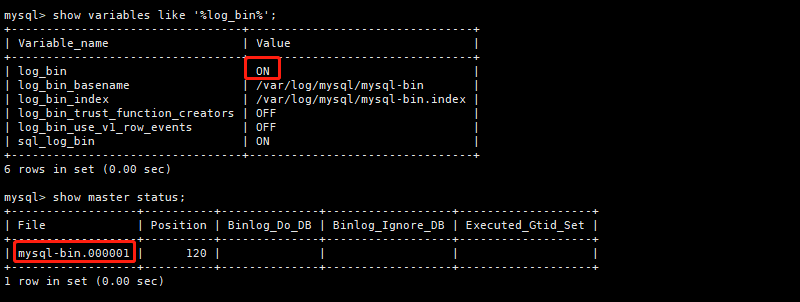 mysql> show variables like '%log_bin%';
+---------------------------------+--------------------------------+
| Variable_name                   | Value                          |
+---------------------------------+--------------------------------+
| log_bin                         | ON                             |
| log_bin_basename                | /var/log/mysql/mysql-bin       |
| log_bin_index                   | /var/log/mysql/mysql-bin.index |
| log_bin_trust_function_creators | OFF                            |
| log_bin_use_v1_row_events       | OFF                            |
| sql_log_bin                     | ON                             |
+---------------------------------+--------------------------------+
6 rows in set (0.00 sec)
mysql> show master status;
+------------------+----------+--------------+------------------+-------------------+
| File             | Position | Binlog_Do_DB | Binlog_Ignore_DB | Executed_Gtid_Set |
+------------------+----------+--------------+------------------+-------------------+
| mysql-bin.000001 |      120 |              |                  |                   |
+------------------+----------+--------------+------------------+-------------------+
1 row in set (0.00 sec)